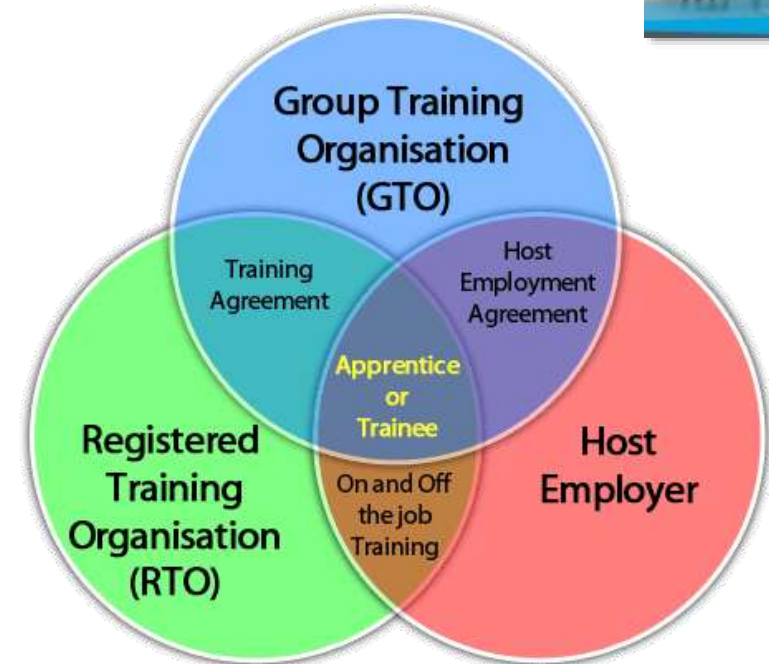 Group Training
Organisation
(GTO)
Training
Agreement
Host
Employment
Agreement
Apprentice
or
Trainee
Registered
Training
Organisation
(RTO)
On and Off
the job
Training
Host
Employer